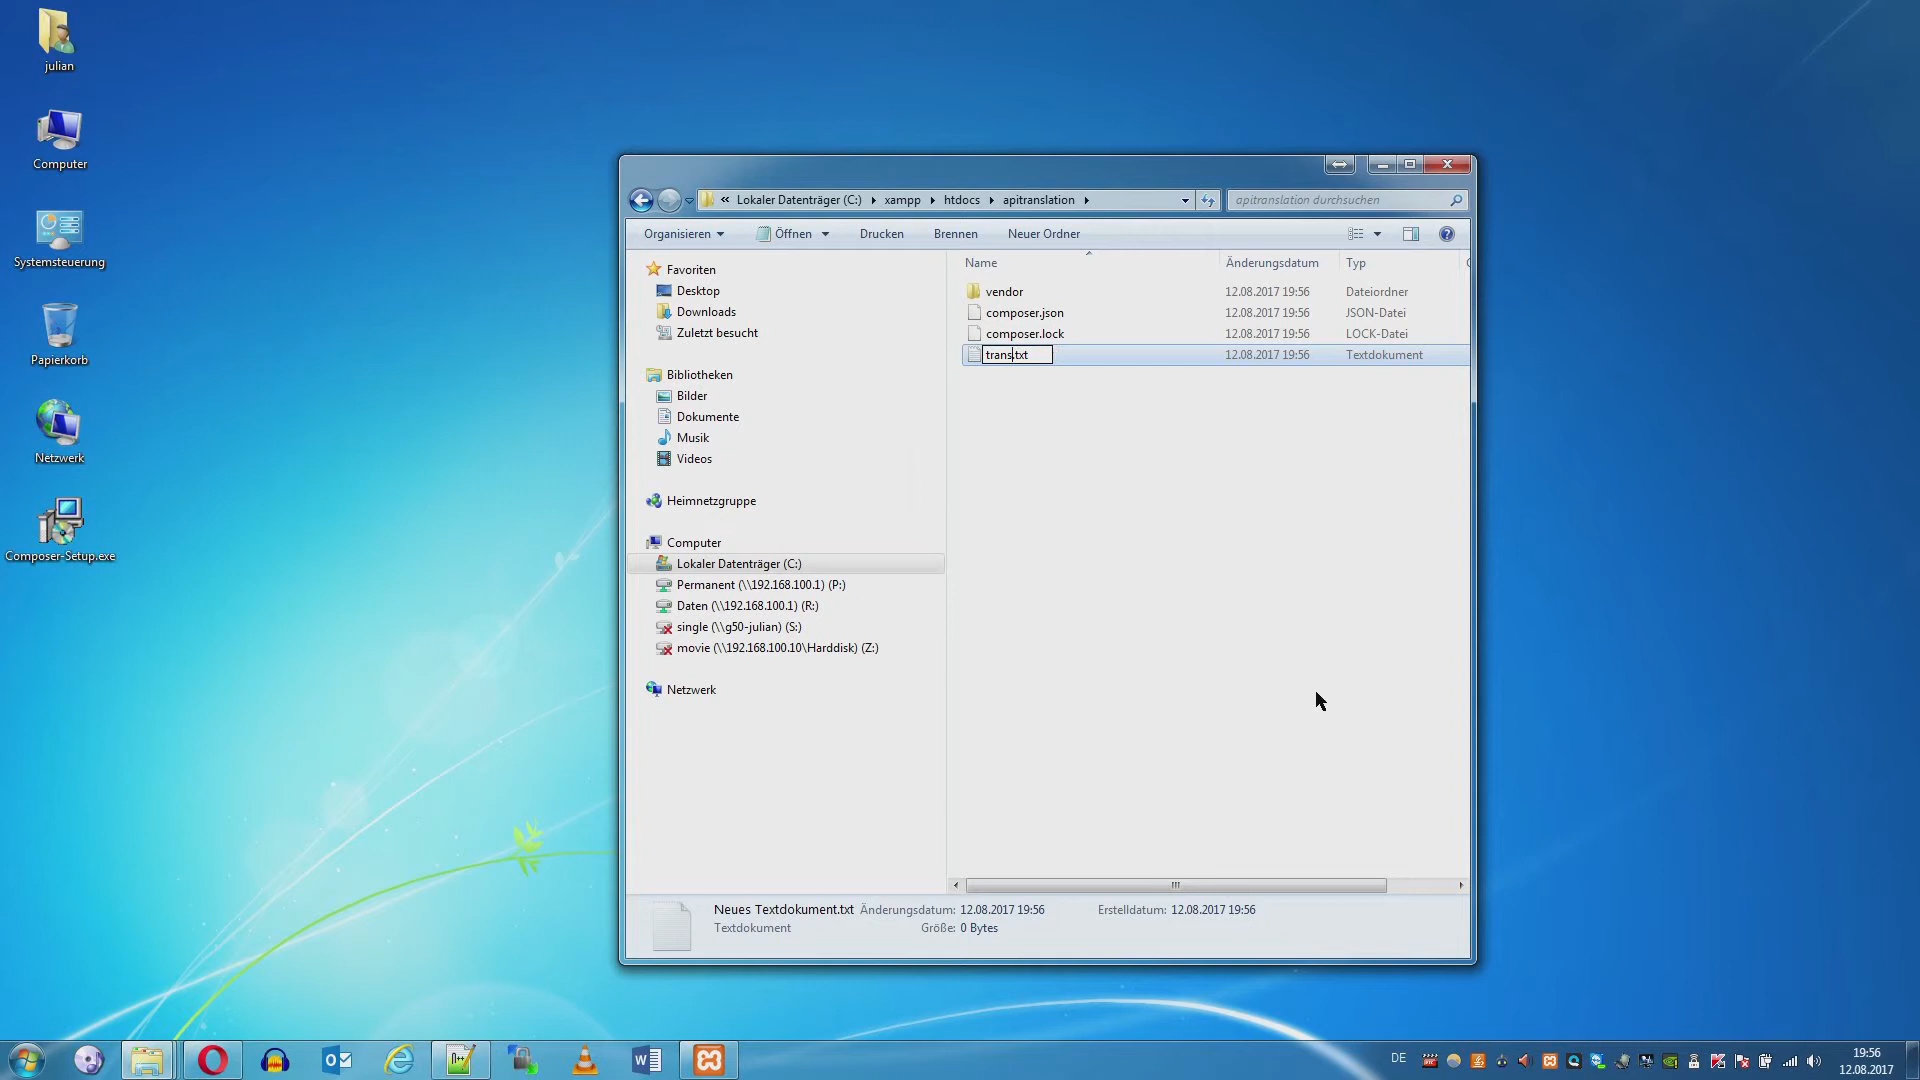 julian
Computer
Systemsteuerung
Papierkorb
Netzwerk
Composer-Setup.exe
« Lokaler Datenträger (C:) ▸ xampp ▸ htdocs ▸ apitranslation ▸
apitranslation durchsuchen
Organisieren Öffnen Drucken Brennen Neuer Ordner
Name Änderungsdatum Typ
vendor 12.08.2017 19:56 Dateiordner
composer.json 12.08.2017 19:56 JSON-Datei
composer.lock 12.08.2017 19:56 LOCK-Datei
trans.txt 12.08.2017 19:56 Textdokument
Favoriten
Desktop
Downloads
Zuletzt besucht
Bibliotheken
Bilder
Dokumente
Musik
Videos
Heimnetzgruppe
Computer
Lokaler Datenträger (C:)
Permanent (\\192.168.100.1) (P:)
Daten (\\192.168.100.1) (R:)
single (\\g50-julian) (S:)
movie (\\192.168.100.10\Harddisk) (Z:)
Netzwerk
Neues Textdokument.txt Änderungsdatum: 12.08.2017 19:56 Erstelldatum: 12.08.2017 19:56
Textdokument Größe: 0 Bytes
DE
19:56
12.08.2017